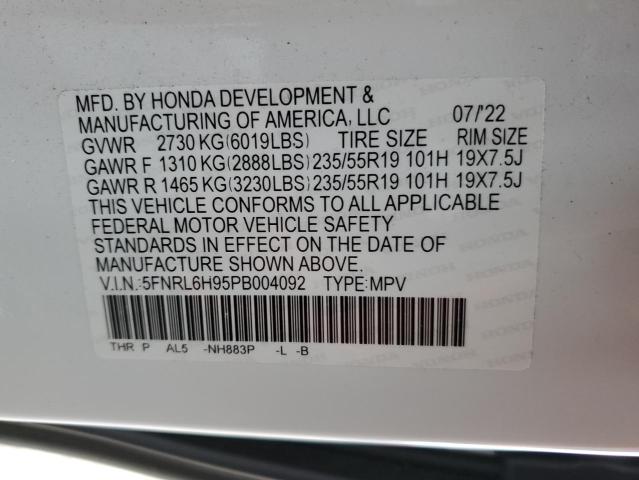 MFD. BY HONDA DEVELOPMENT &
MANUFACTURING OF AMERICA, LLC 07/'22
GVWR 2730 KG(6019LBS) TIRE SIZE RIM SIZE
GAWR F 1310 KG(2888LBS) 235/55R19 101H 19X7.5J
GAWR R 1465 KG(3230LBS) 235/55R19 101H 19X7.5J
THIS VEHICLE CONFORMS TO ALL APPLICABLE
FEDERAL MOTOR VEHICLE SAFETY
STANDARDS IN EFFECT ON THE DATE OF
MANUFACTURE SHOWN ABOVE.
V.I.N.:5FNRL6H95PB004092 TYPE:MPV
THR P AL5 -NH883P -L -B